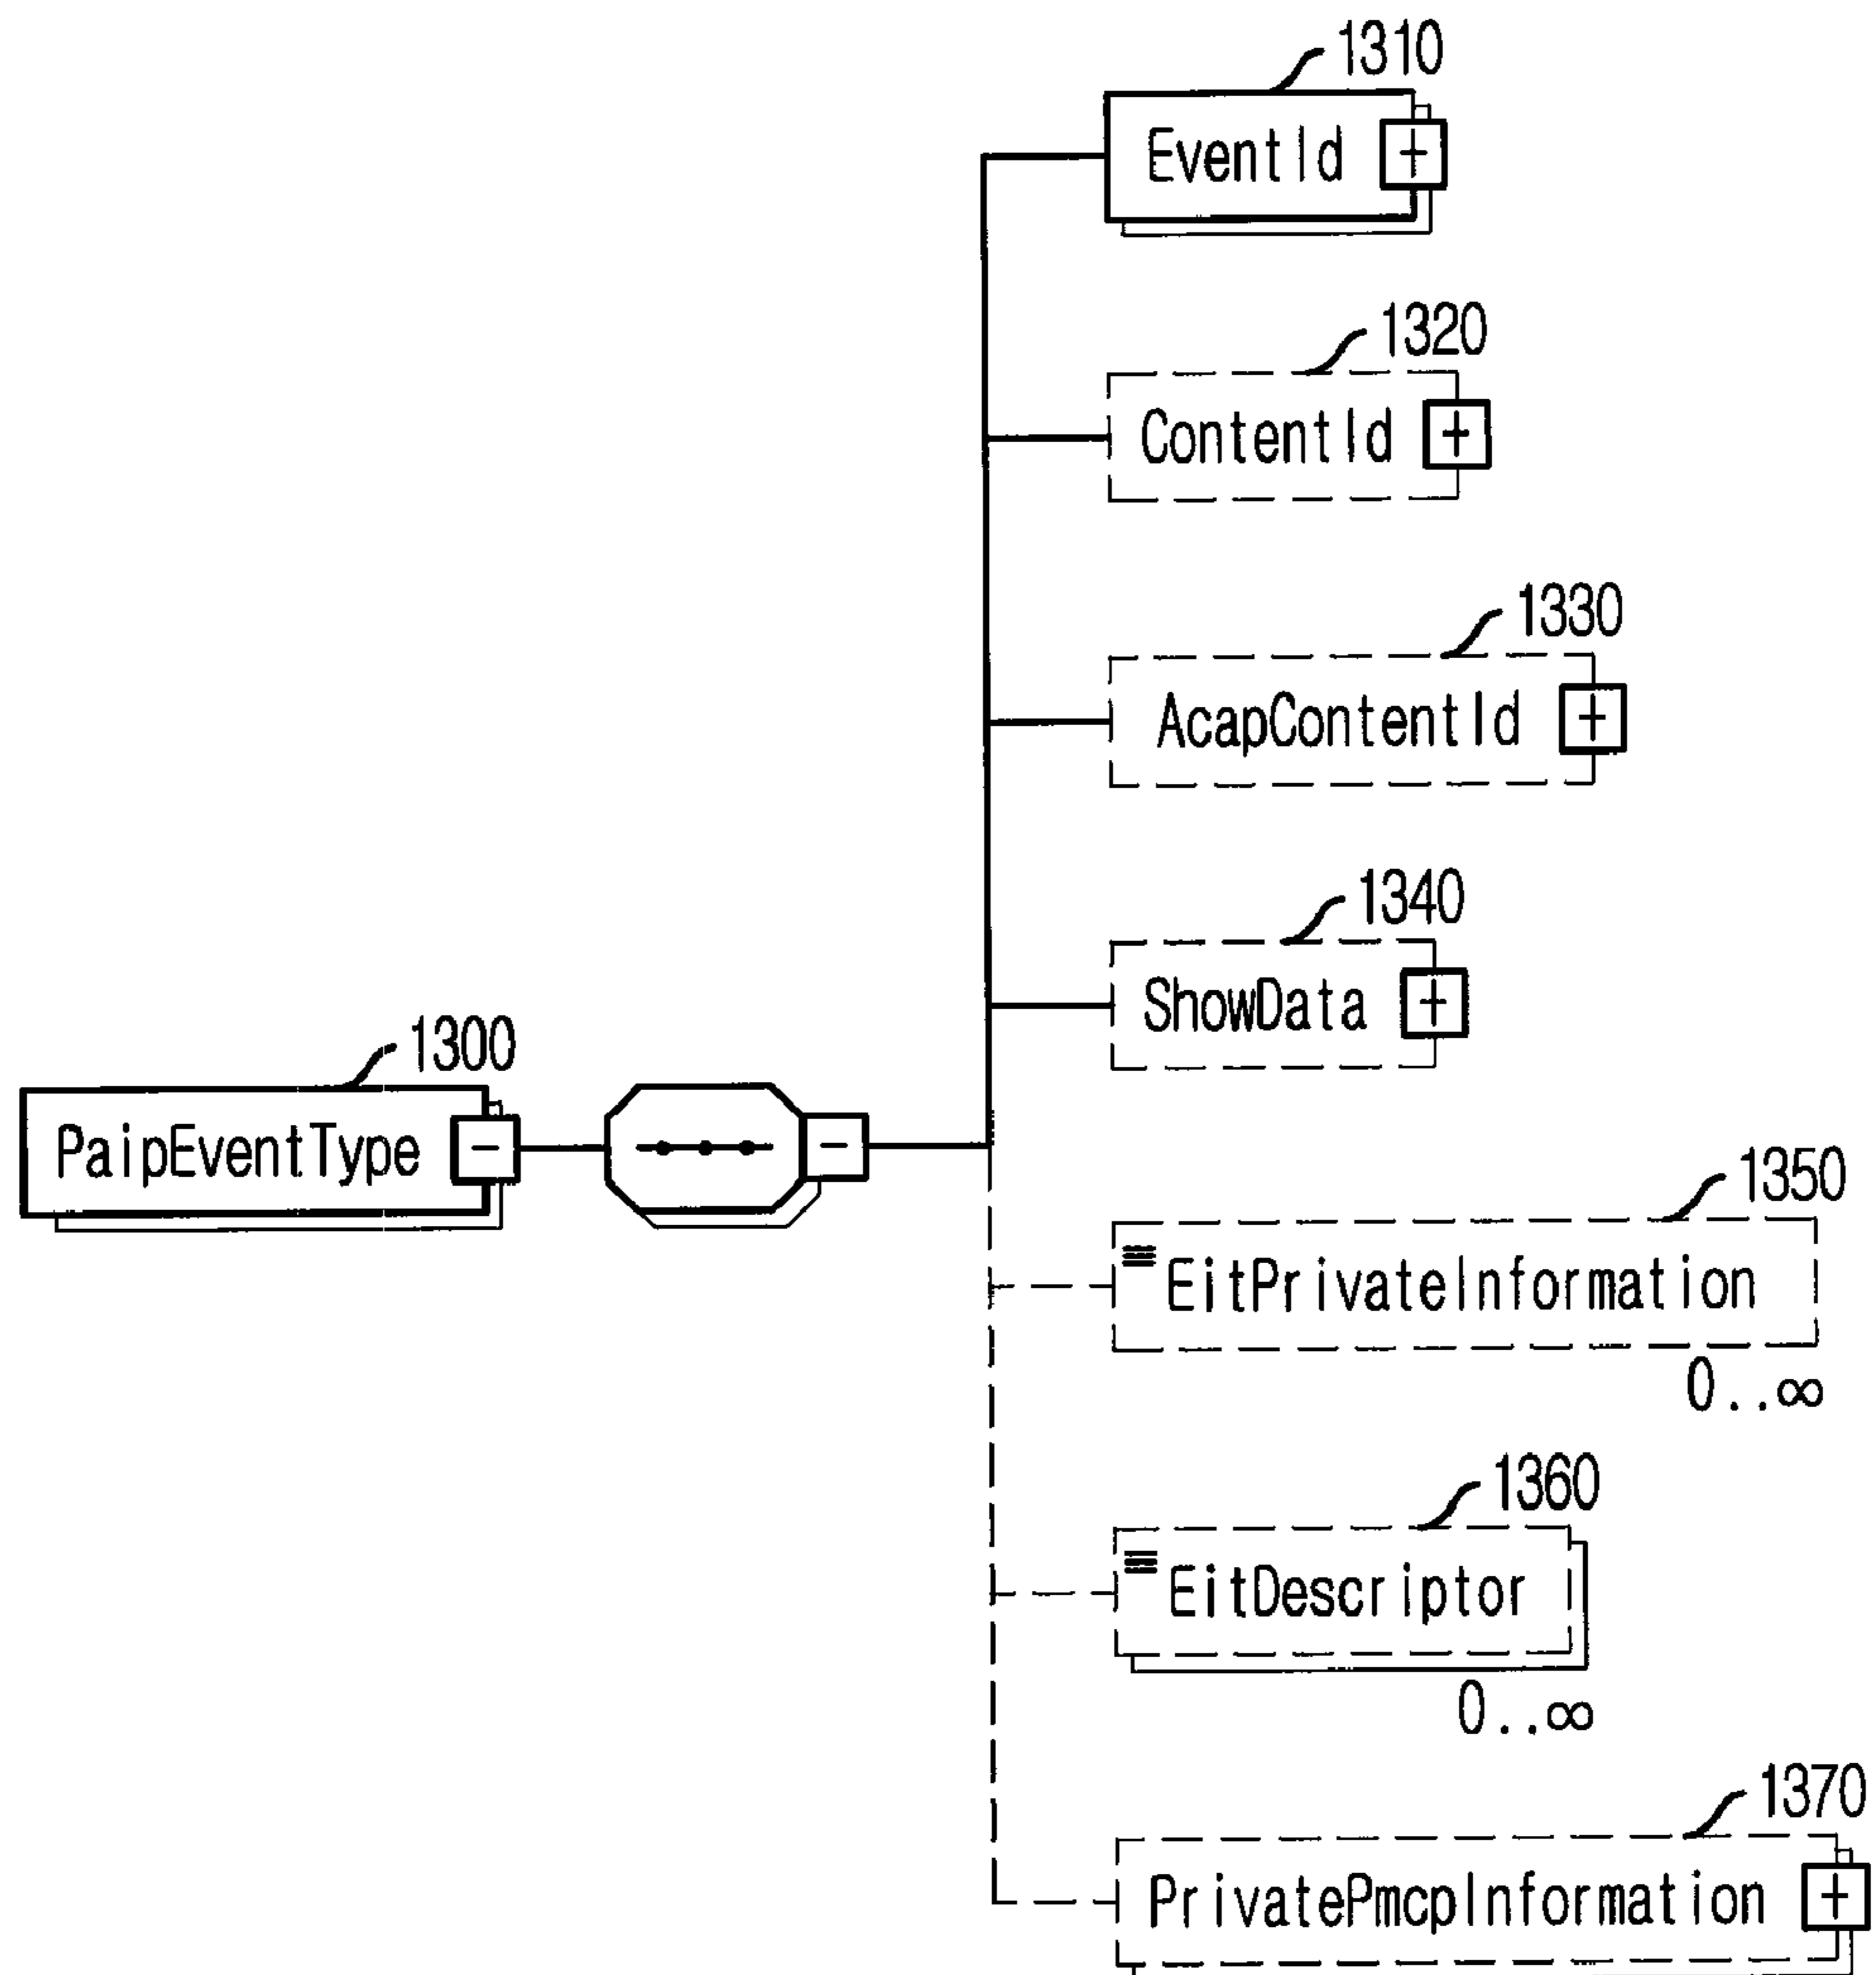 1310
EventId
1320
ContentId
1330
AcapContentId
1340
ShowData
1300
PaipEventType
1350
EitPrivateInformation
0..∞
1360
EitDescriptor
0..∞
1370
PrivatePmcpInformation